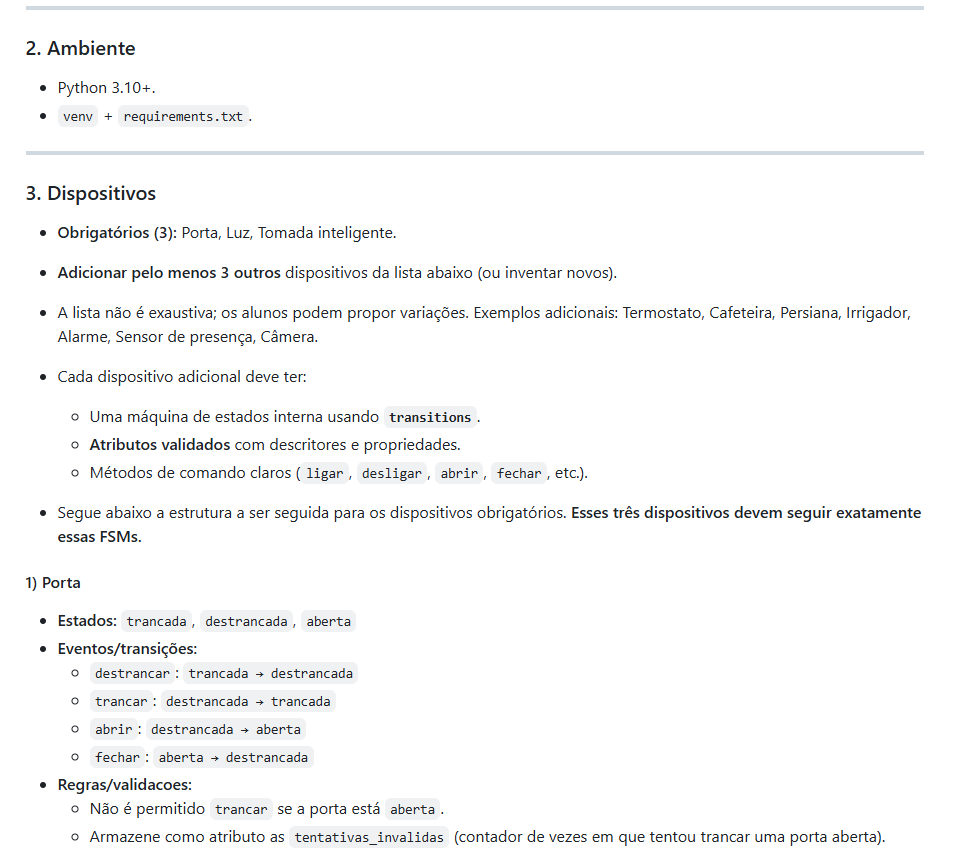 2. Ambiente
Python 3.10+.
venv + requirements.txt .
3. Dispositivos
Obrigatórios (3): Porta, Luz, Tomada inteligente.
Adicionar pelo menos 3 outros dispositivos da lista abaixo (ou inventar novos).
A lista não é exaustiva; os alunos podem propor variações. Exemplos adicionais: Termostato, Cafeteira, Persiana, Irrigador,
Alarme, Sensor de presença, Câmera.
Cada dispositivo adicional deve ter:
Uma máquina de estados interna usando transitions .
Atributos validados com descritores e propriedades.
Métodos de comando claros ( ligar , desligar , abrir , fechar , etc.).
Segue abaixo a estrutura a ser seguida para os dispositivos obrigatórios. Esses três dispositivos devem seguir exatamente
essas FSMs.
1) Porta
Estados: trancada , destrancada , aberta
Eventos/transições:
destrancar : trancada → destrancada
trancar : destrancada → trancada
abrir : destrancada → aberta
fechar : aberta → destrancada
Regras/validacoes:
Não é permitido trancar se a porta está aberta .
Armazene como atributo as tentativas_invalidas (contador de vezes em que tentou trancar uma porta aberta).